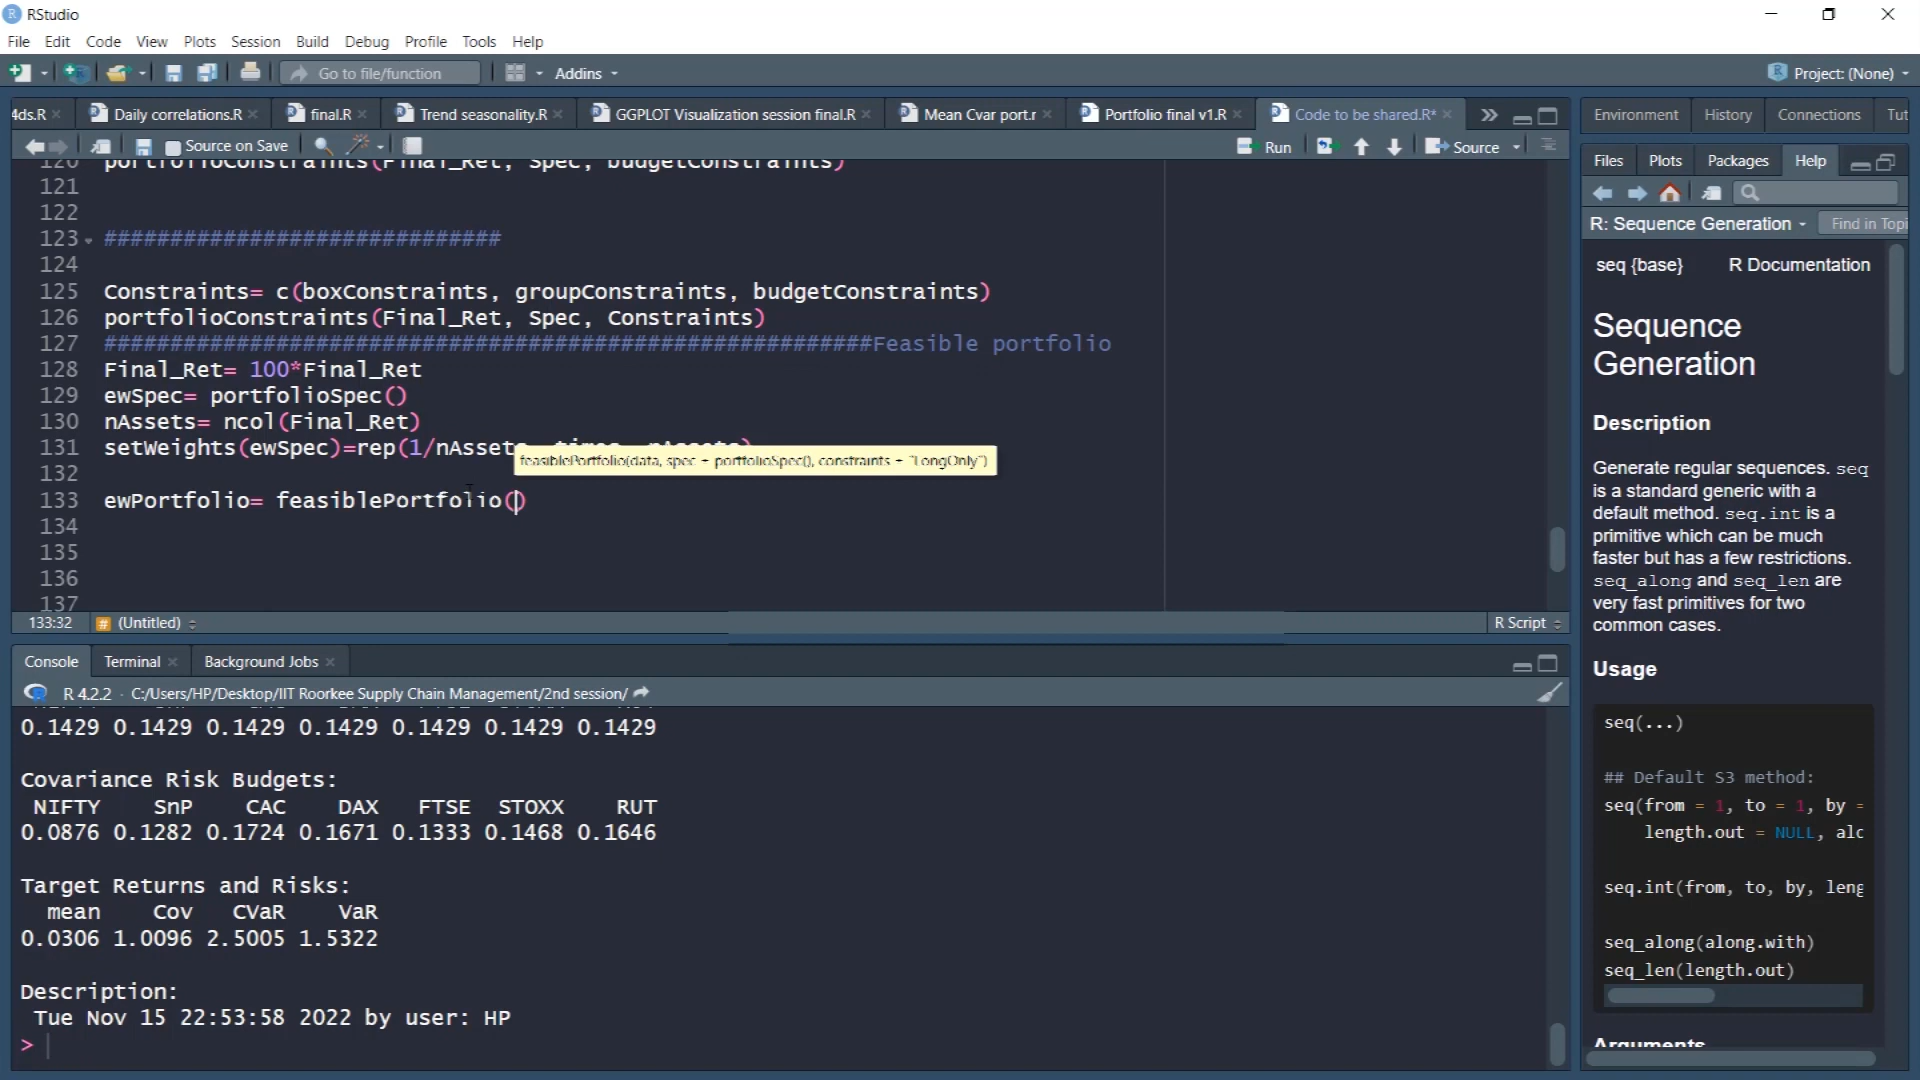 RStudio
File Edit Code View Plots Session Build Debug Profile Tools Help
Go to file/function Addins Project: (None)
4ds.R Daily correlations.R final.R Trend seasonality.R GGPLOT Visualization session final.R Mean Cvar port.r Portfolio final v1.R Code to be shared.R*
Environment History Connections Tut
Source on Save Run Source
Files Plots Packages Help
120 portfolioConstraints(Final_Ret, Spec, budgetConstraints)
121
122
123 ##############################
124
125 Constraints= c(boxConstraints, groupConstraints, budgetConstraints)
126 portfolioConstraints(Final_Ret, Spec, Constraints)
127 ##########################################################Feasible portfolio
128 Final_Ret= 100*Final_Ret
129 ewSpec= portfolioSpec()
130 nAssets= ncol(Final_Ret)
131 setWeights(ewSpec)=rep(1/nAssets, times= nAssets)
feasiblePortfolio(data, spec = portfolioSpec(), constraints = "LongOnly")
132
133 ewPortfolio= feasiblePortfolio()
134
135
136
137
133:32 # (Untitled) R Script
Console Terminal Background Jobs
R 4.2.2 · C:/Users/HP/Desktop/IIT Roorkee Supply Chain Management/2nd session/
0.1429 0.1429 0.1429 0.1429 0.1429 0.1429 0.1429
Covariance Risk Budgets:
NIFTY SnP CAC DAX FTSE STOXX RUT
0.0876 0.1282 0.1724 0.1671 0.1333 0.1468 0.1646
Target Returns and Risks:
mean Cov CVaR VaR
0.0306 1.0096 2.5005 1.5322
Description:
Tue Nov 15 22:53:58 2022 by user: HP
>
R: Sequence Generation Find in Topi
seq {base} R Documentation
Sequence
Generation
Description
Generate regular sequences. seq
is a standard generic with a
default method. seq.int is a
primitive which can be much
faster but has a few restrictions.
seq_along and seq_len are
very fast primitives for two
common cases.
Usage
seq(...)
## Default S3 method:
seq(from = 1, to = 1, by =
length.out = NULL, alo
seq.int(from, to, by, leng
seq_along(along.with)
seq_len(length.out)
Arguments